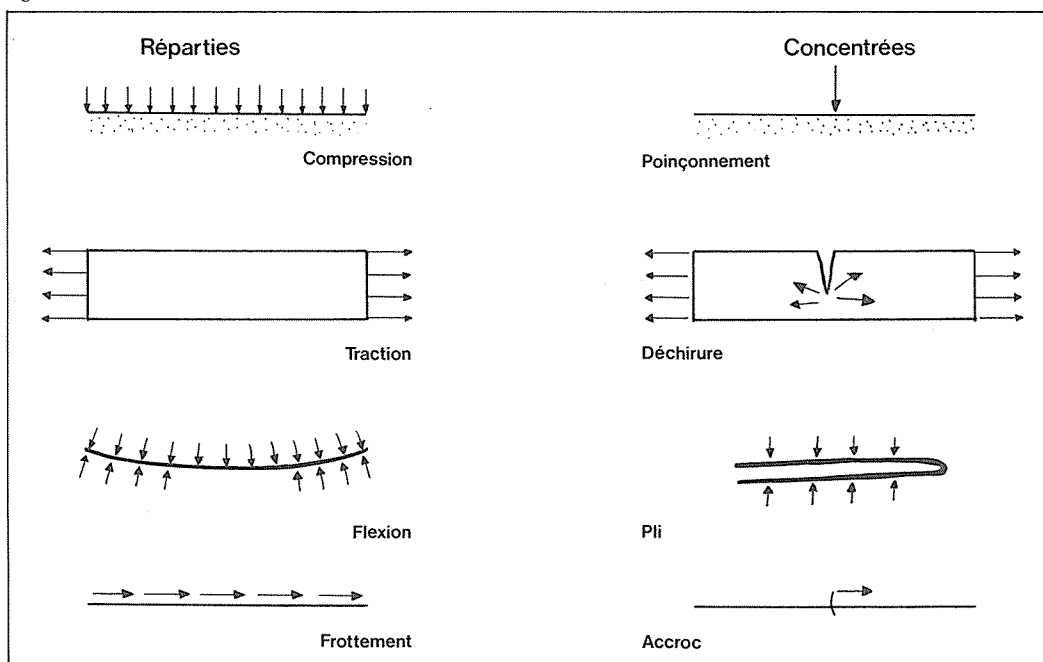 Réparties
Concentrées
Compression
Poinçonnement
Traction
Déchirure
Flexion
Pli
Frottement
Accroc